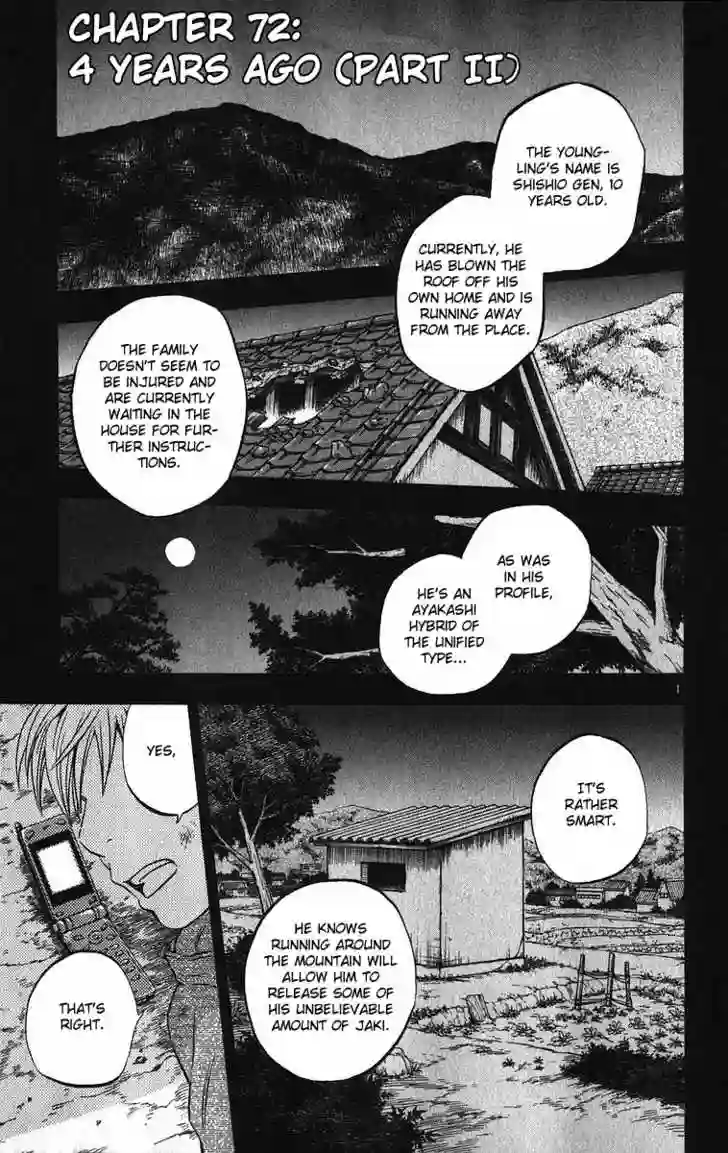 CHAPTER 72:
4 YEARS AGO (PART II)
THE YOUNG-
LING'S NAME IS
SHISHIO GEN, 10
YEARS OLD.
CURRENTLY, HE
HAS BLOWN THE
ROOF OFF HIS
OWN HOME AND IS
RUNNING AWAY
FROM THE PLACE.
THE FAMILY
DOESN'T SEEM TO
BE INJURED AND
ARE CURRENTLY
WAITING IN THE
HOUSE FOR FUR-
THER INSTRUC-
TIONS.
AS WAS
IN HIS
PROFILE,
HE'S AN
AYAKASHI
HYBRID OF
THE UNIFIED
TYPE...
1
IT'S
RATHER
SMART.
HE KNOWS
RUNNING AROUND
THE MOUNTAIN WILL
ALLOW HIM TO
RELEASE SOME OF
HIS UNBELIEVABLE
AMOUNT OF JAKI.
YES,
THAT'S
RIGHT.